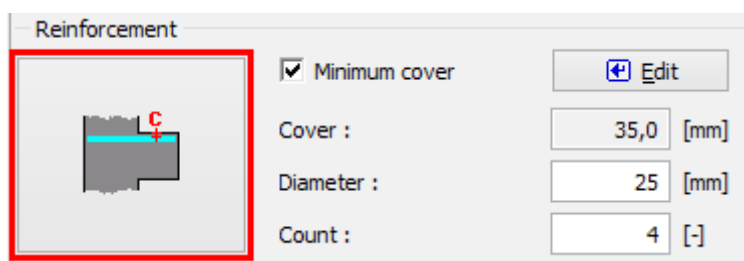 Reinforcement
Minimum cover Edit
C
Cover : 35,0 [mm]
Diameter : 25 [mm]
Count : 4 [-]